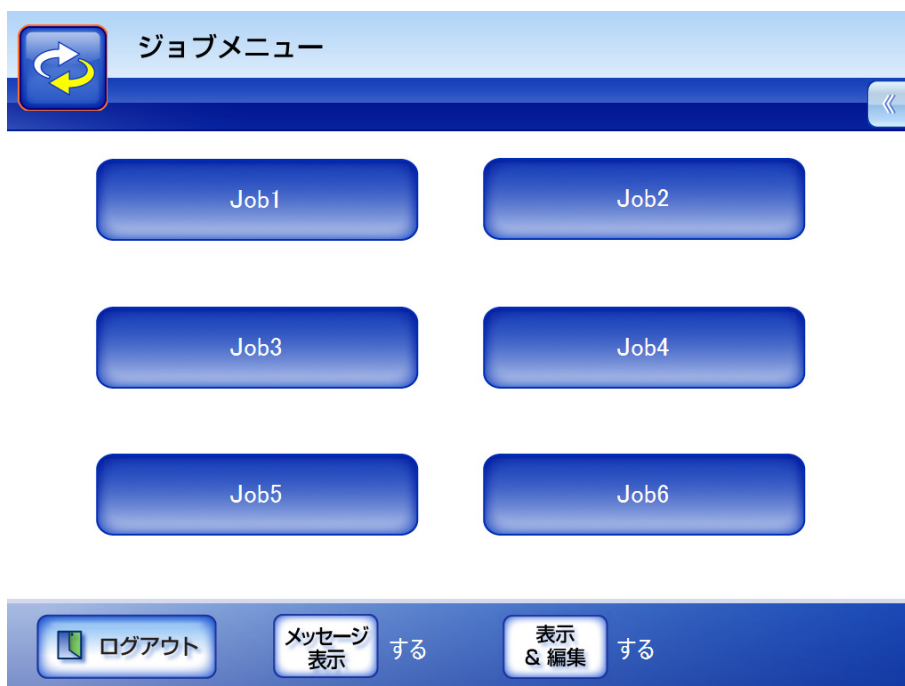 ジョブメニュー
《
Job1
Job2
Job3
Job4
Job5
Job6
ログアウト
メッセージ
表示
する
表示
& 編集
する